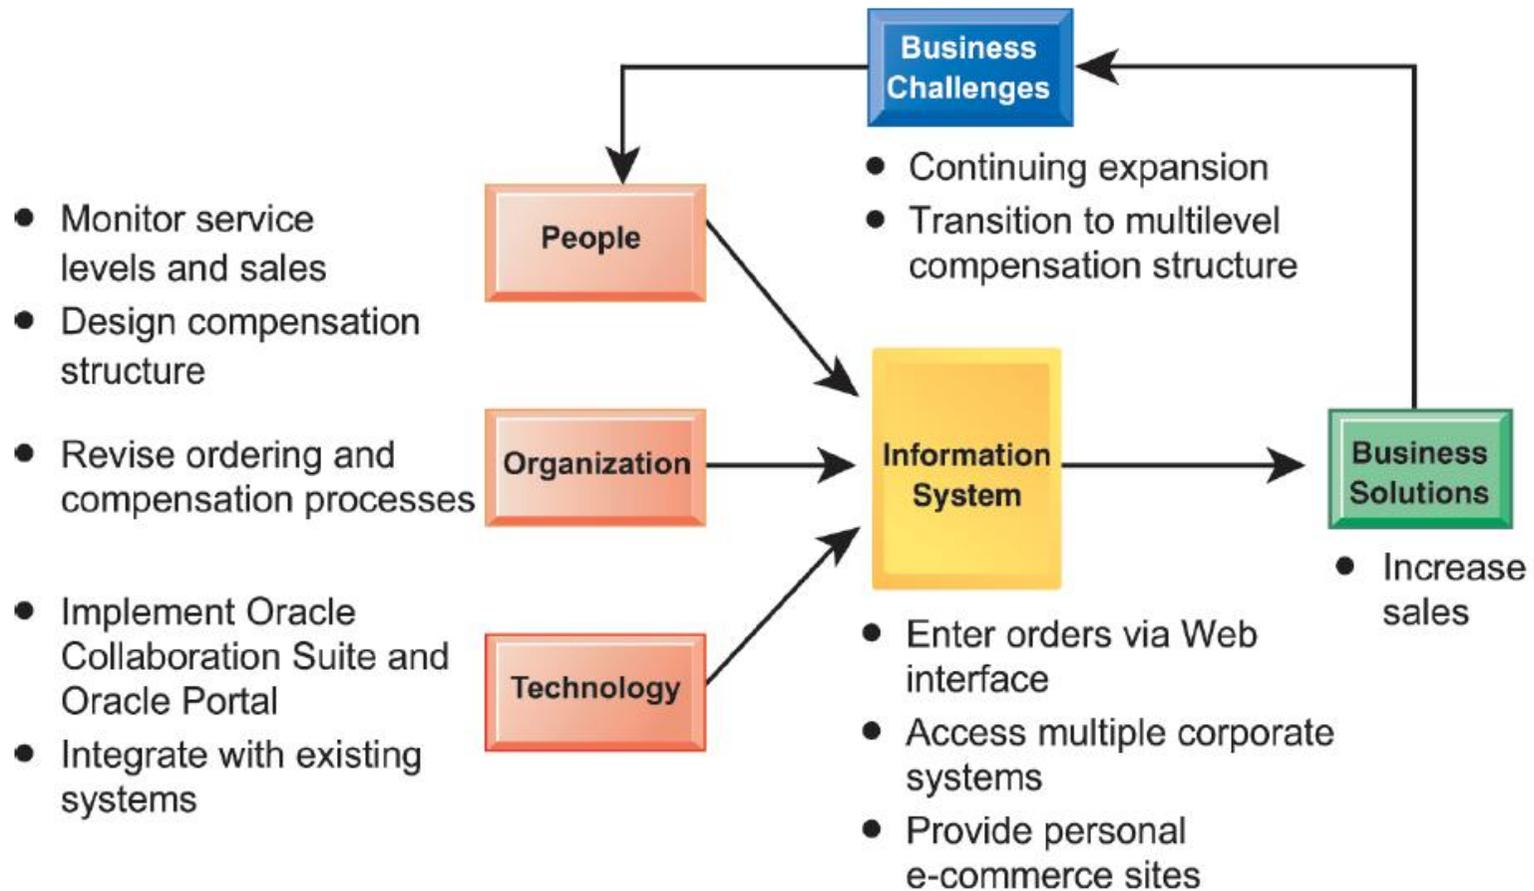 Business
Challenges
• Continuing expansion
• Transition to multilevel
compensation structure
• Monitor service
levels and sales
• Design compensation
structure
People
• Revise ordering and
compensation processes
Organization
• Implement Oracle
Collaboration Suite and
Oracle Portal
• Integrate with existing
systems
Technology
Information
System
• Enter orders via Web
interface
• Access multiple corporate
systems
• Provide personal
e-commerce sites
Business
Solutions
• Increase
sales